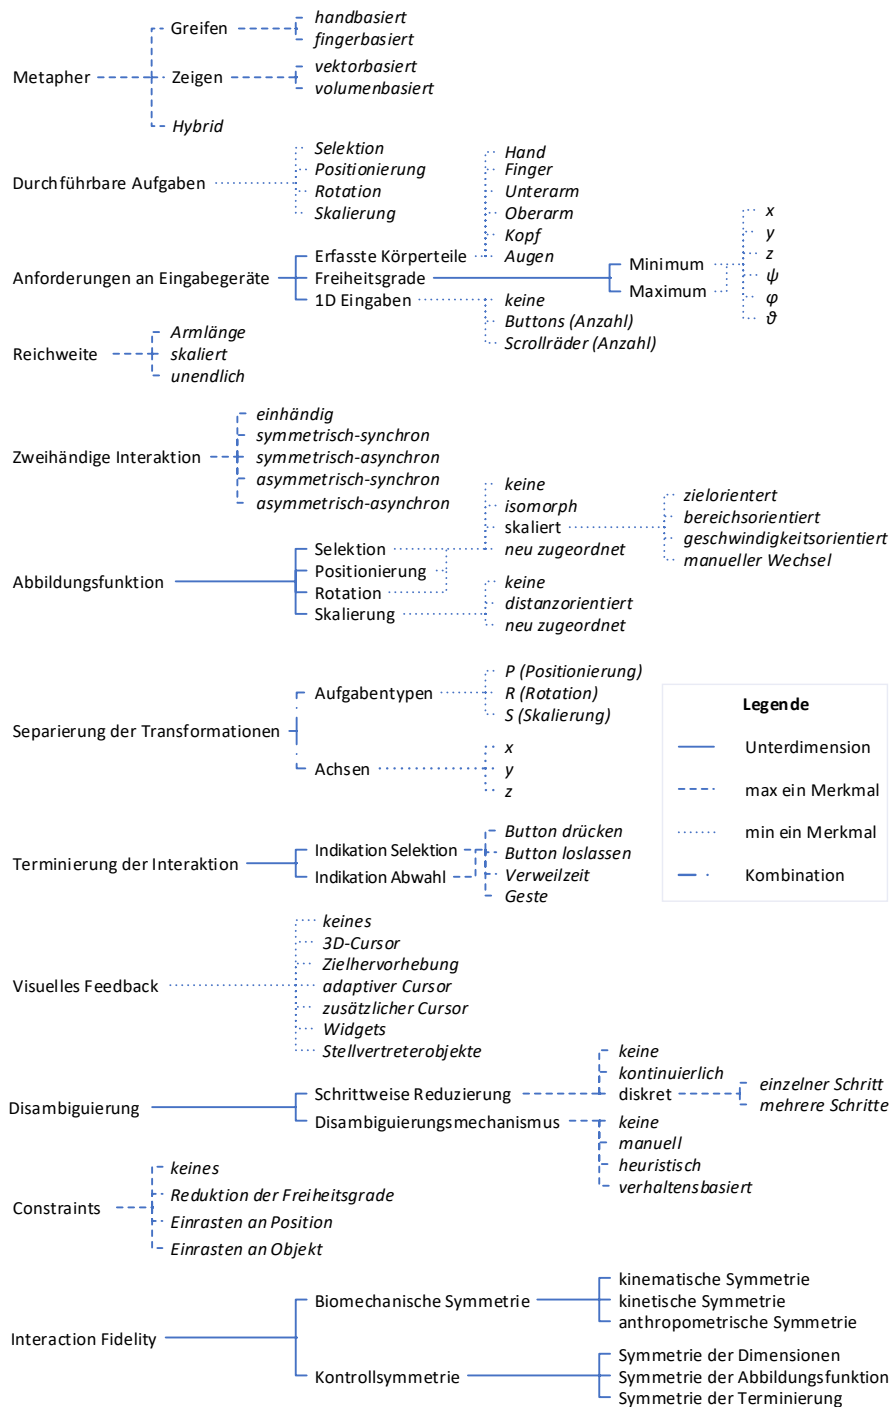 Metapher
Greifen
handbasiert
fingerbasiert
Zeigen
vektorbasiert
volumenbasiert
Hybrid
Durchführbare Aufgaben
Selektion
Positionierung
Rotation
Skalierung
Anforderungen an Eingabegeräte
Erfasste Körperteile
Hand
Finger
Unterarm
Oberarm
Kopf
Augen
Freiheitsgrade
Minimum
Maximum
x
y
z
ψ
φ
ϑ
1D Eingaben
keine
Buttons (Anzahl)
Scrollräder (Anzahl)
Reichweite
Armlänge
skaliert
unendlich
Zweihändige Interaktion
einhändig
symmetrisch-synchron
symmetrisch-asynchron
asymmetrisch-synchron
asymmetrisch-asynchron
Abbildungsfunktion
Selektion
Positionierung
Rotation
Skalierung
keine
isomorph
skaliert
neu zugeordnet
zielorientert
bereichsorientiert
geschwindigkeitsorientiert
manueller Wechsel
keine
distanzorientiert
neu zugeordnet
Separierung der Transformationen
Aufgabentypen
P (Positionierung)
R (Rotation)
S (Skalierung)
Achsen
x
y
z
Legende
Unterdimension
max ein Merkmal
min ein Merkmal
Kombination
Terminierung der Interaktion
Indikation Selektion
Indikation Abwahl
Button drücken
Button loslassen
Verweilzeit
Geste
Visuelles Feedback
keines
3D-Cursor
Zielhervorhebung
adaptiver Cursor
zusätzlicher Cursor
Widgets
Stellvertreterobjekte
Disambiguierung
Schrittweise Reduzierung
keine
kontinuierlich
diskret
einzelner Schritt
mehrere Schritte
Disambiguierungsmechanismus
keine
manuell
heuristisch
verhaltensbasiert
Constraints
keines
Reduktion der Freiheitsgrade
Einrasten an Position
Einrasten an Objekt
Interaction Fidelity
Biomechanische Symmetrie
kinematische Symmetrie
kinetische Symmetrie
anthropometrische Symmetrie
Kontrollsymmetrie
Symmetrie der Dimensionen
Symmetrie der Abbildungsfunktion
Symmetrie der Terminierung